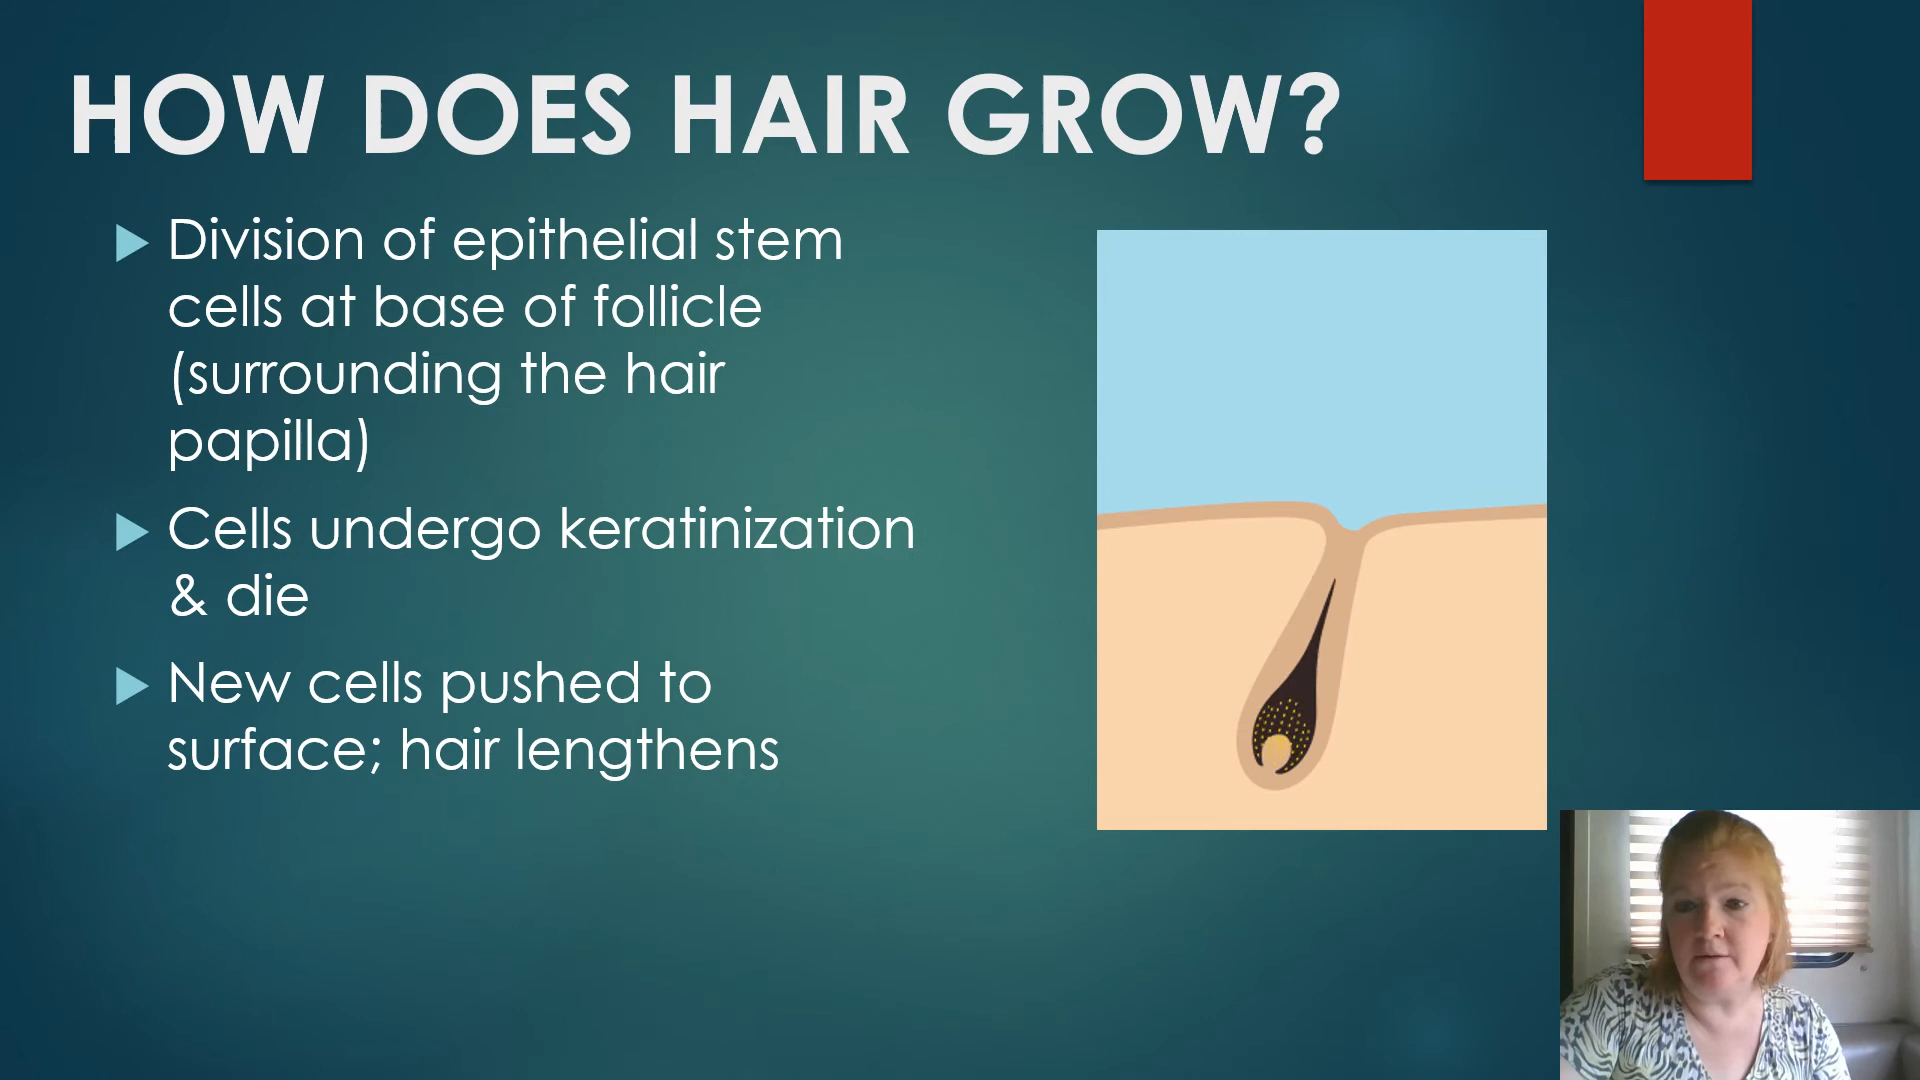 HOW DOES HAIR GROW?
Division of epithelial stem
cells at base of follicle
(surrounding the hair
papilla)
Cells undergo keratinization
& die
New cells pushed to
surface; hair lengthens